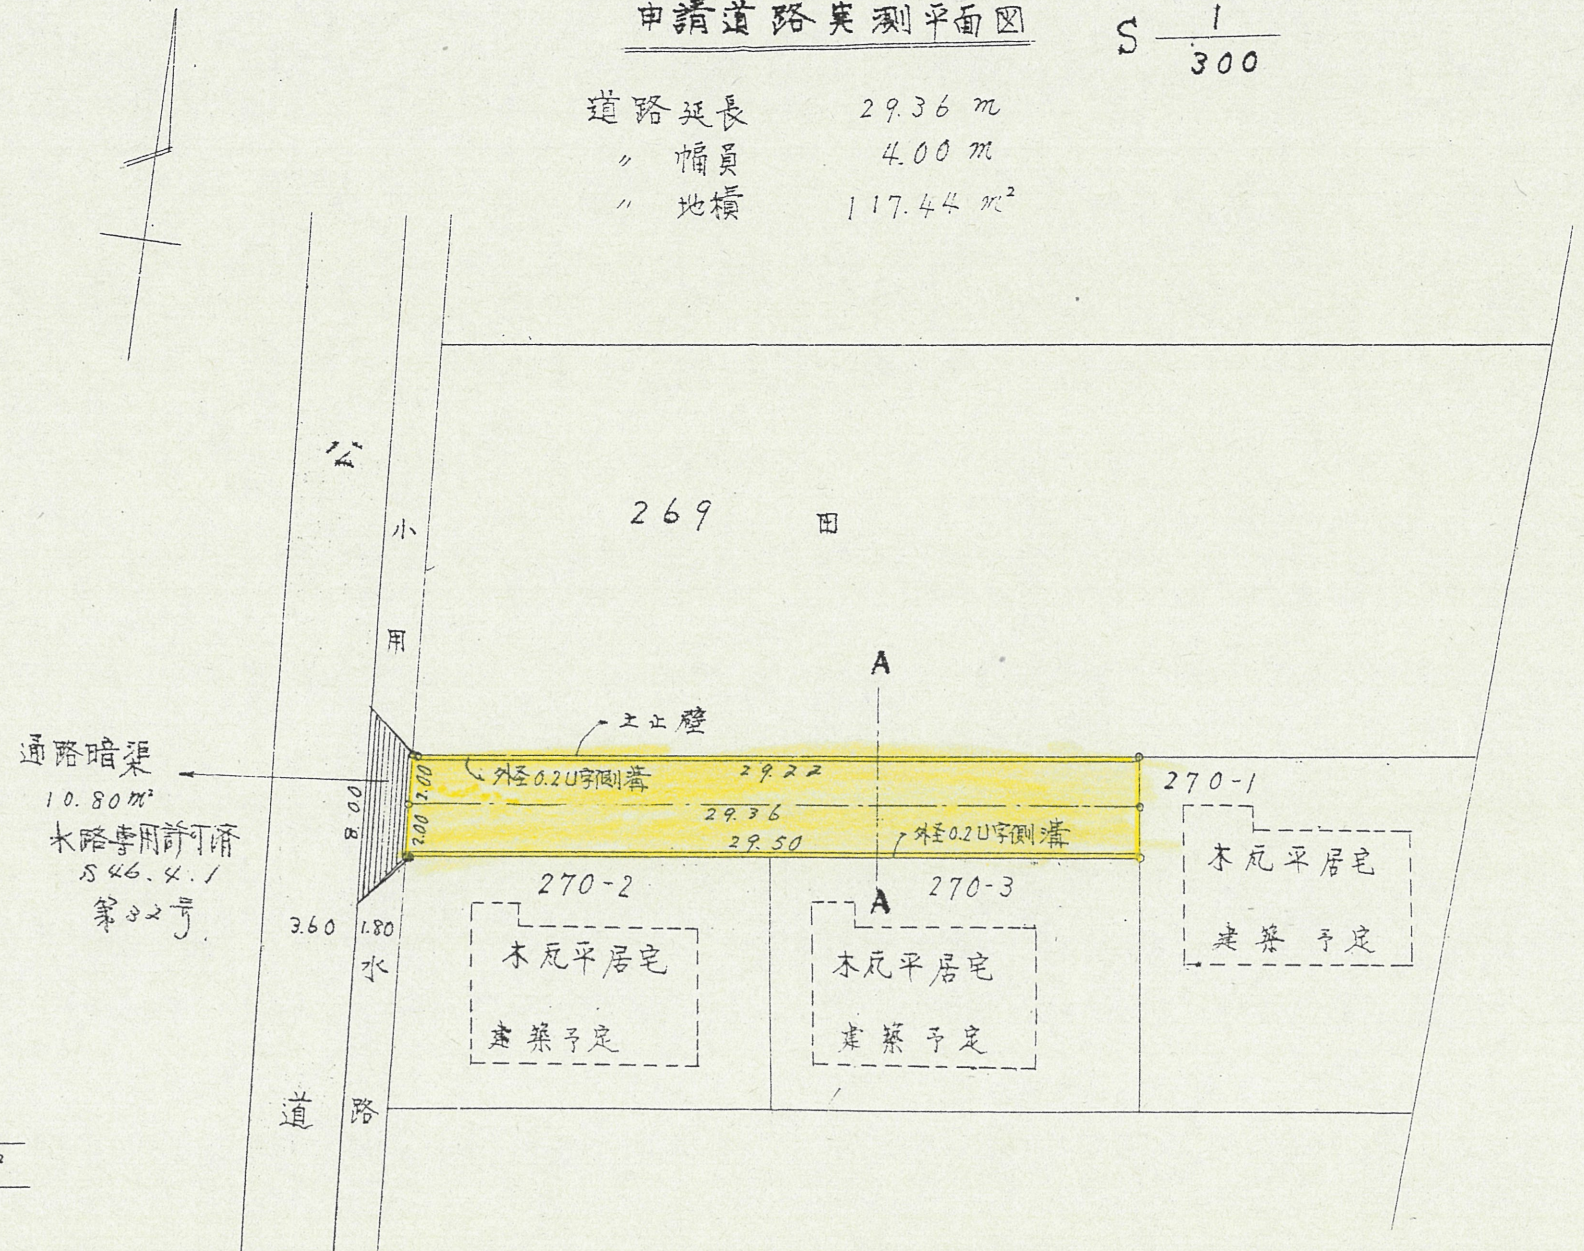 申請道路実測平面図 S 1/300
道路延長 29.36 m
〃 幅員 4.00 m
〃 地積 117.44 m²
公
小
269 田
用
A
土止壁
通路暗渠
10.80m²
水路専用許可済
S46.4.1
第32号
8.00
2.00
2.00
外圣0.2U字側溝
29.22
29.36
29.50
外圣0.2U字側溝
270-1
木瓦平居宅
建築予定
270-2
270-3
A
3.60 1.80
水
木瓦平居宅
建築予定
木瓦平居宅
建築予定
道 路